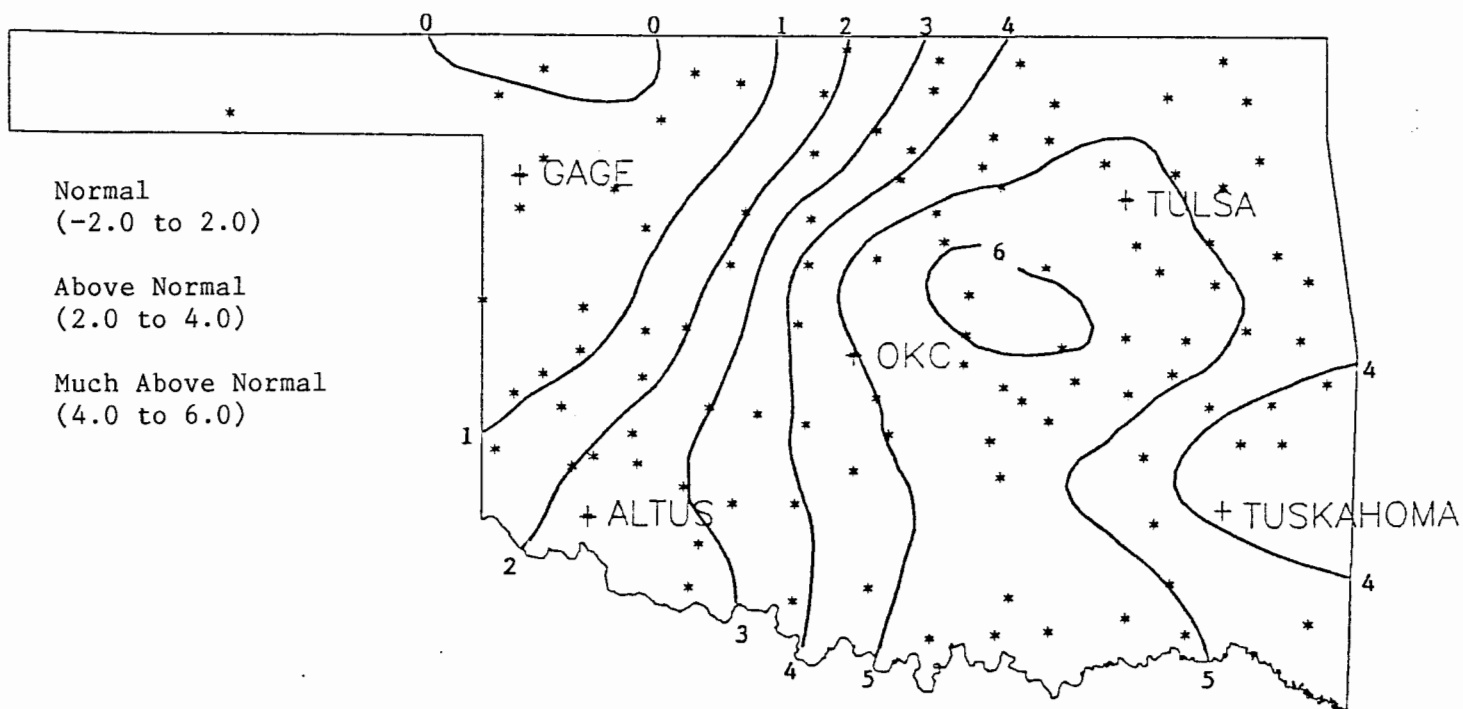 0 0 1 2 3 4
GAGE
Normal
(-2.0 to 2.0)
TULSA
6
Above Normal
(2.0 to 4.0)
OKC
4
Much Above Normal
(4.0 to 6.0)
1
ALTUS
TUSKAHOMA
2
4
3
4
5
5